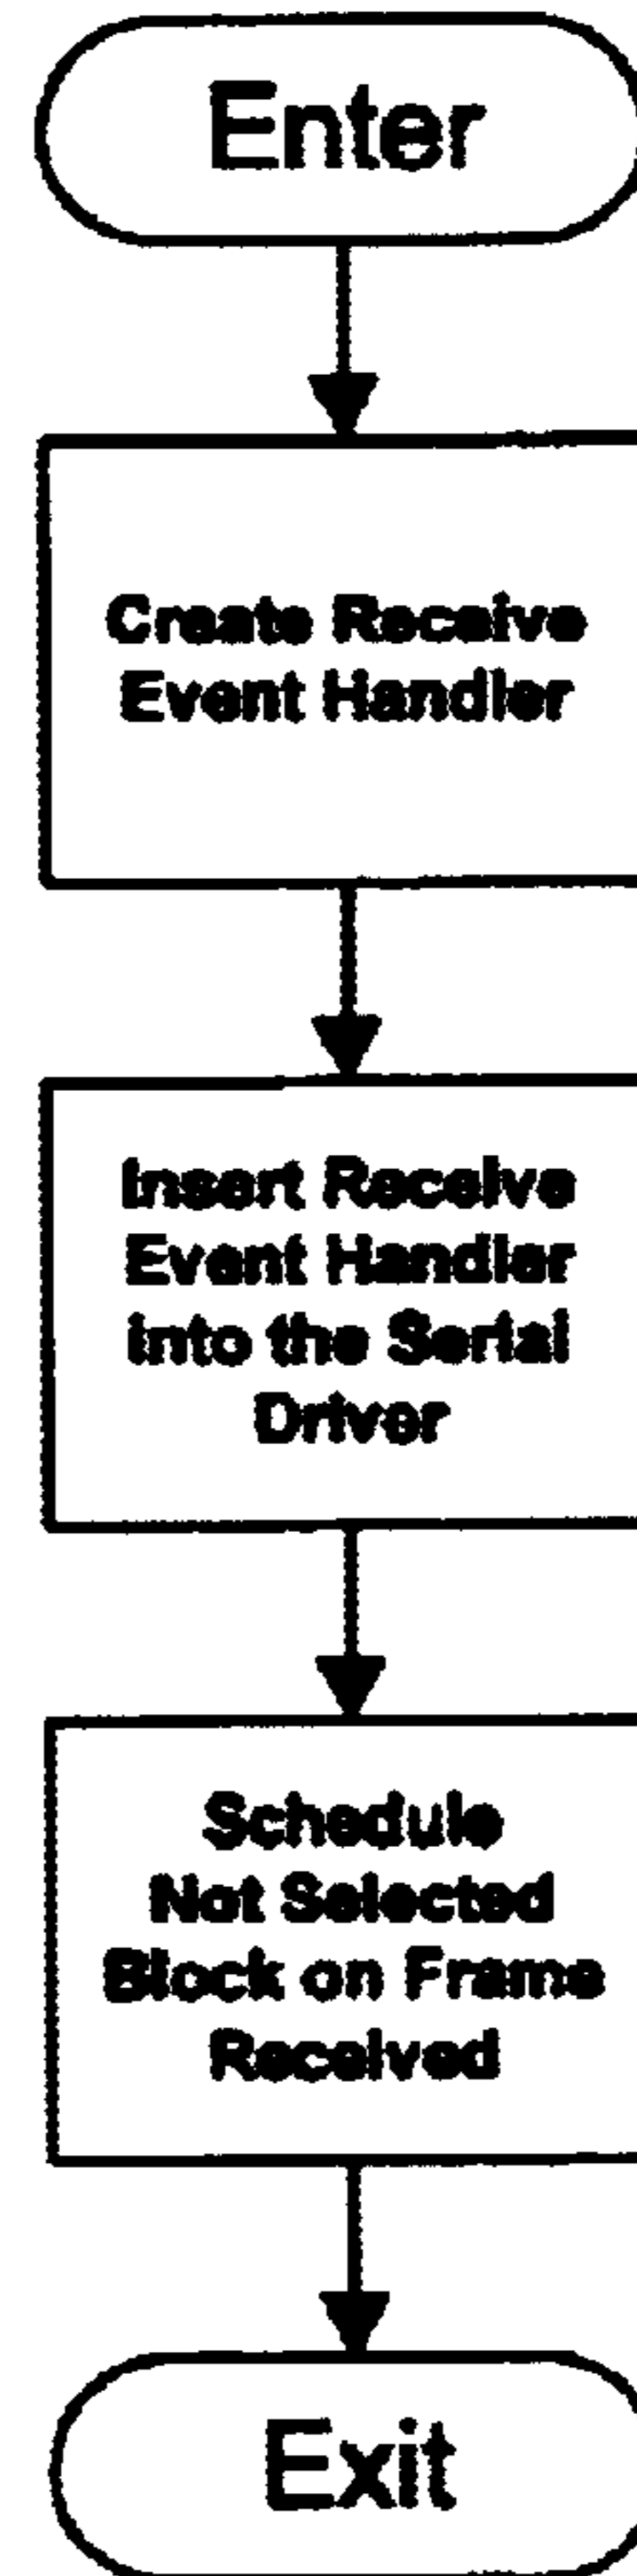 Enter
Create Receive
Event Handler
Insert Receive
Event Handler
into the Serial
Driver
Schedule
Not Selected
Block on Frame
Received
Exit